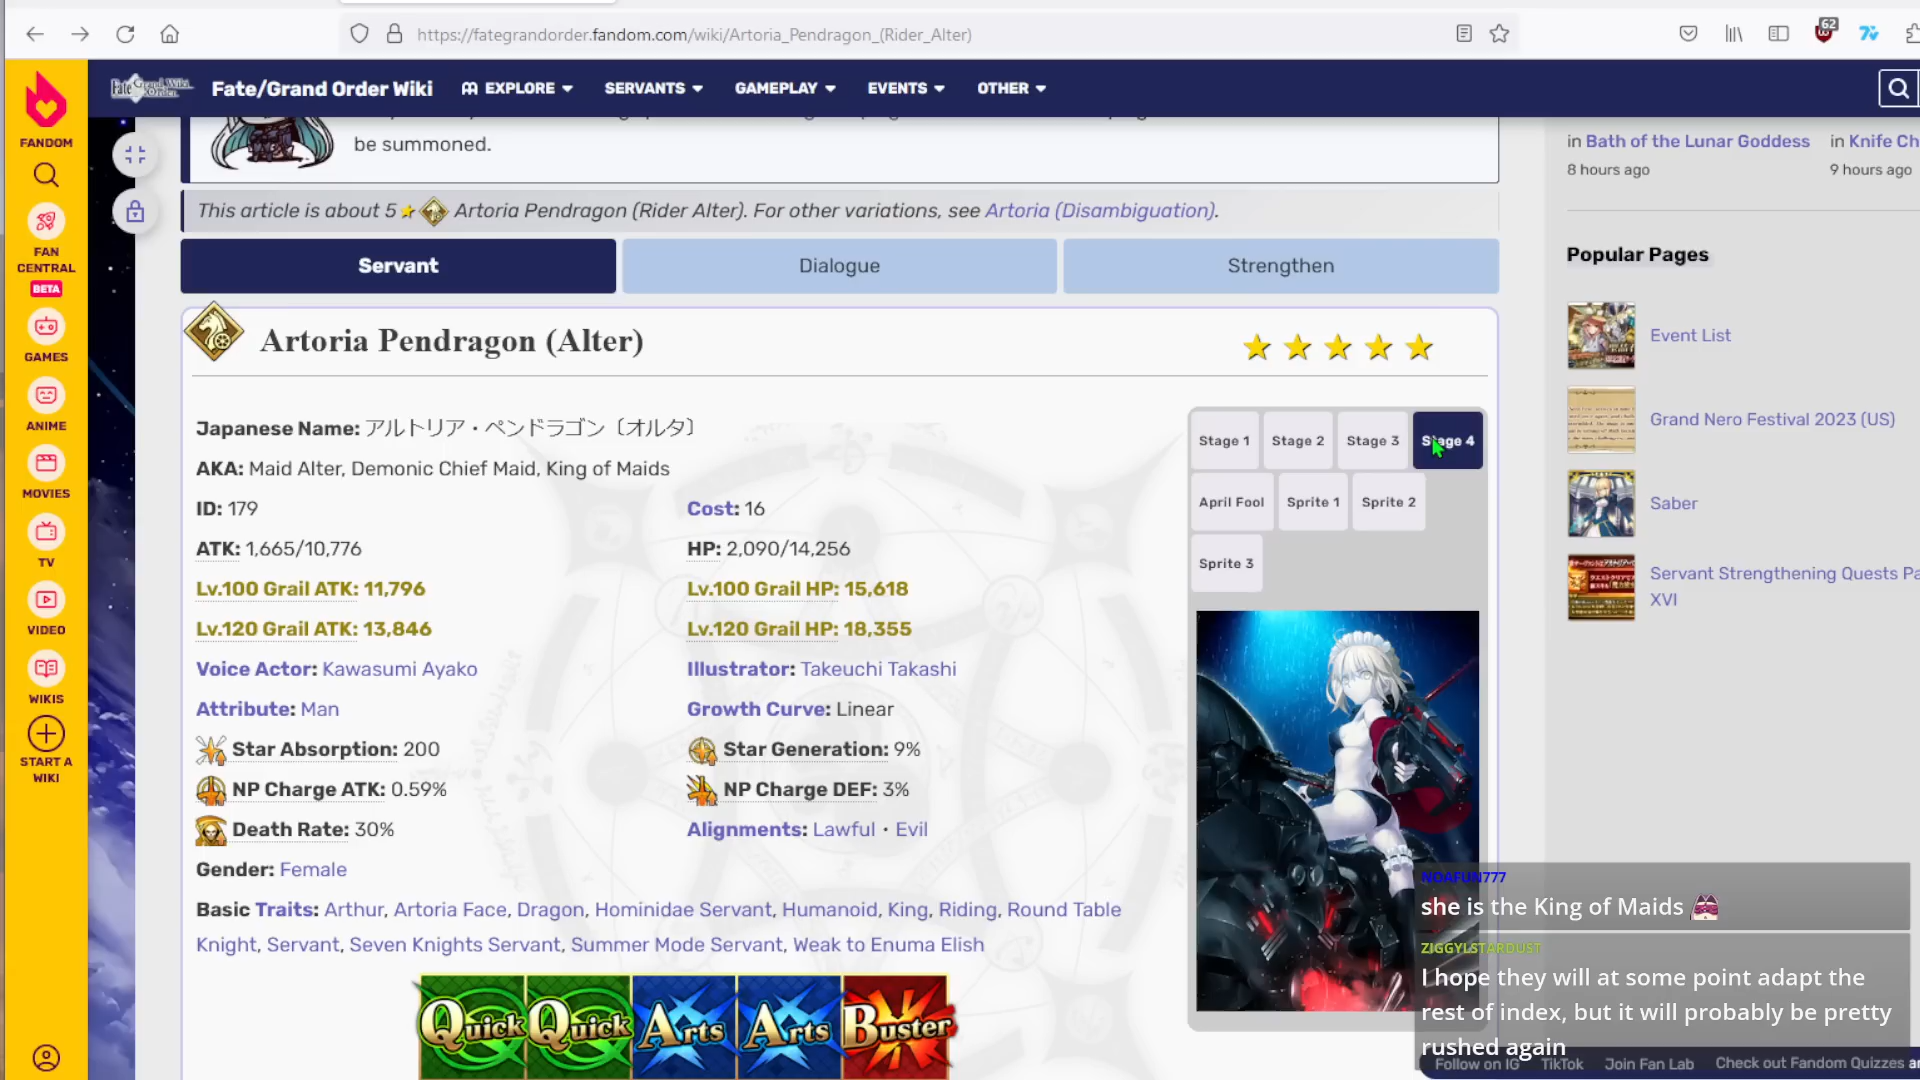 https://fategrandorder.fandom.com/wiki/Artoria_Pendragon_(Rider_Alter)
62
FANDOM
FAN CENTRAL
BETA
GAMES
ANIME
MOVIES
TV
VIDEO
WIKIS
START A WIKI
Fate/Grand Order Wiki
EXPLORE
SERVANTS
GAMEPLAY
EVENTS
OTHER
be summoned.
This article is about 5 Artoria Pendragon (Rider Alter). For other variations, see Artoria (Disambiguation).
Servant
Dialogue
Strengthen
Artoria Pendragon (Alter)
Japanese Name: アルトリア・ペンドラゴン〔オルタ〕
AKA: Maid Alter, Demonic Chief Maid, King of Maids
ID: 179
Cost: 16
ATK: 1,665/10,776
HP: 2,090/14,256
Lv.100 Grail ATK: 11,796
Lv.100 Grail HP: 15,618
Lv.120 Grail ATK: 13,846
Lv.120 Grail HP: 18,355
Voice Actor: Kawasumi Ayako
Illustrator: Takeuchi Takashi
Attribute: Man
Growth Curve: Linear
Star Absorption: 200
Star Generation: 9%
NP Charge ATK: 0.59%
NP Charge DEF: 3%
Death Rate: 30%
Alignments: Lawful・Evil
Gender: Female
Basic Traits: Arthur, Artoria Face, Dragon, Hominidae Servant, Humanoid, King, Riding, Round Table
Knight, Servant, Seven Knights Servant, Summer Mode Servant, Weak to Enuma Elish
Quick Quick Arts Arts Buster
Stage 1
Stage 2
Stage 3
Stage 4
April Fool
Sprite 1
Sprite 2
Sprite 3
in Bath of the Lunar Goddess
8 hours ago
in Knife Ch
9 hours ago
Popular Pages
Event List
Grand Nero Festival 2023 (US)
Saber
Servant Strengthening Quests Pa
XVI
NOAFUN777
she is the King of Maids
ZIGGYLSTARDUST
I hope they will at some point adapt the
rest of index, but it will probably be pretty
rushed again
Follow on IG
TikTok
Join Fan Lab
Check out Fandom Quizzes